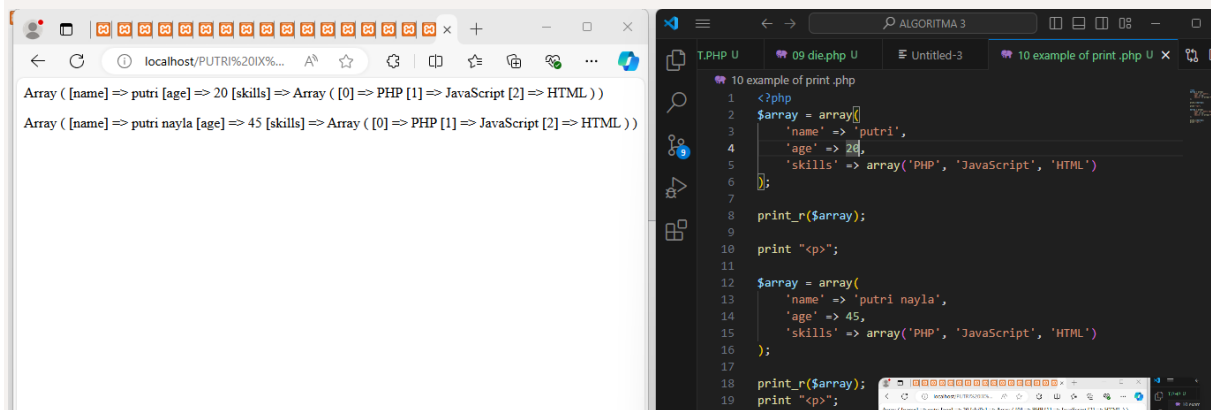 localhost/PUTRI%20IX%...
Array ( [name] => putri [age] => 20 [skills] => Array ( [0] => PHP [1] => JavaScript [2] => HTML ) )
Array ( [name] => putri nayla [age] => 45 [skills] => Array ( [0] => PHP [1] => JavaScript [2] => HTML ) )
ALGORITMA 3
T.PHP U
09 die.php U
Untitled-3
10 example of print .php U
10 example of print .php
9
1 <?php
2 $array = array(
3 'name' => 'putri',
4 'age' => 20,
5 'skills' => array('PHP', 'JavaScript', 'HTML')
6 );
7
8 print_r($array);
9
10 print "<p>";
11
12 $array = array(
13 'name' => 'putri nayla',
14 'age' => 45,
15 'skills' => array('PHP', 'JavaScript', 'HTML')
16 );
17
18 print_r($array);
19 print "<p>";